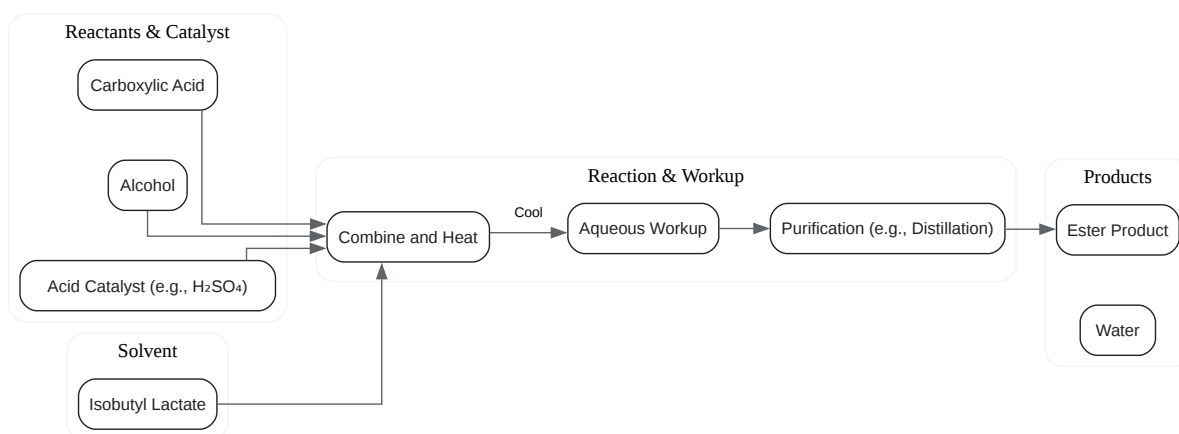 Reactants & Catalyst
Carboxylic Acid
Alcohol
Acid Catalyst (e.g., H₂SO₄)
Solvent
Isobutyl Lactate
Reaction & Workup
Combine and Heat
Cool
Aqueous Workup
Purification (e.g., Distillation)
Products
Ester Product
Water